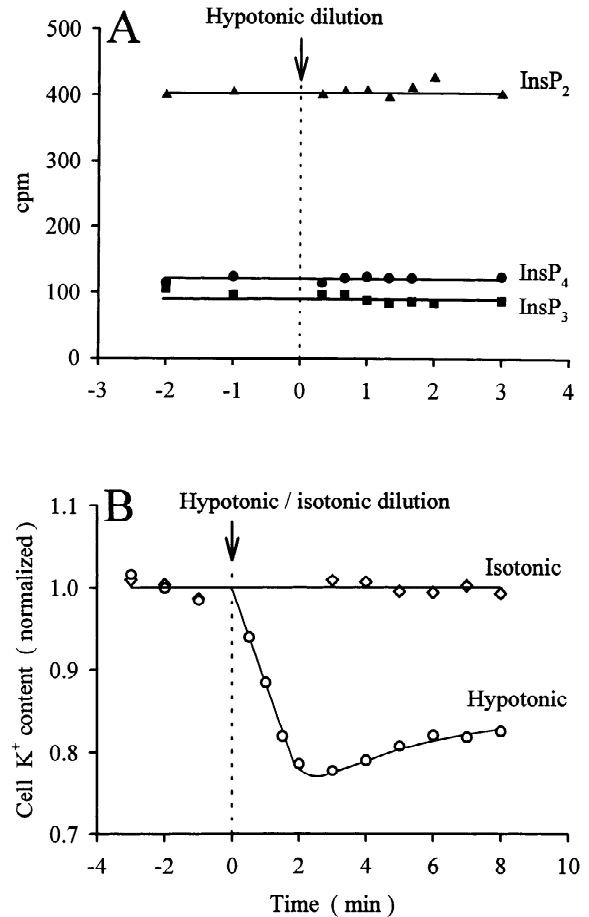 A
Hypotonic dilution
500
400
300
200
100
0
cpm
InsP₂
InsP₄
InsP₃
-3 -2 -1 0 1 2 3 4
B
Hypotonic / isotonic dilution
1.1
1.0
0.9
0.8
0.7
Cell K⁺ content ( normalized )
Isotonic
Hypotonic
-4 -2 0 2 4 6 8 10
Time ( min )